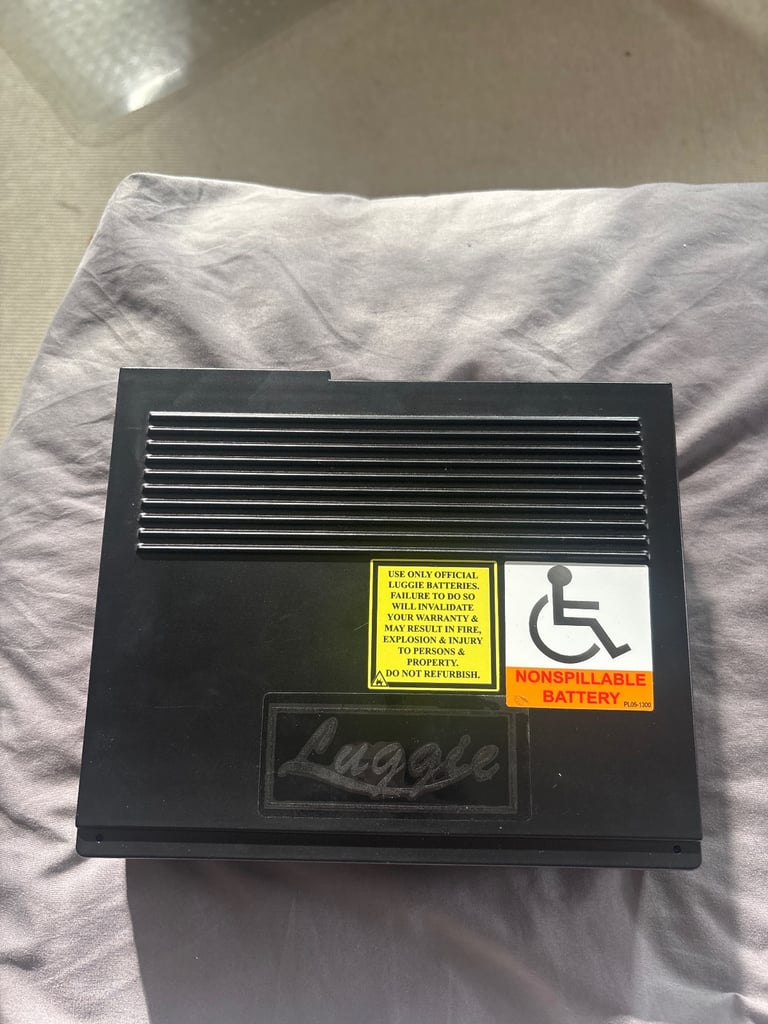 USE ONLY OFFICIAL
LUGGIE BATTERIES.
FAILURE TO DO SO
WILL INVALIDATE
YOUR WARRANTY &
MAY RESULT IN FIRE,
EXPLOSION & INJURY
TO PERSONS &
PROPERTY.
DO NOT REFURBISH.
NONSPILLABLE
BATTERY
PL05-1300
Luggie